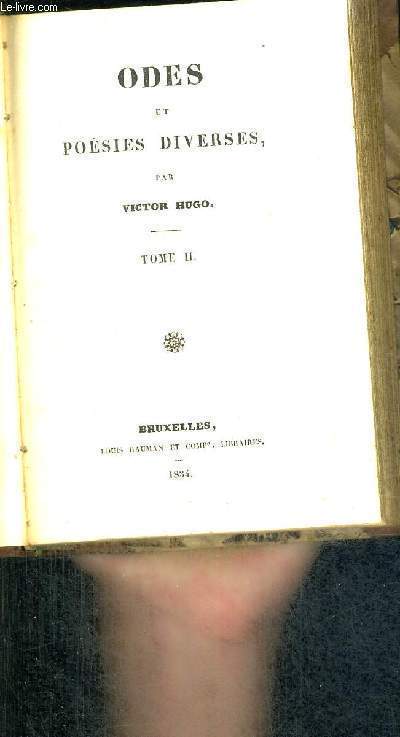 Le-livre.com
ODES
ET
POÉSIES DIVERSES,
PAR
VICTOR HUGO.
TOME II.
BRUXELLES,
LOUIS HAUMAN ET COMPe, LIBRAIRES.
1834.